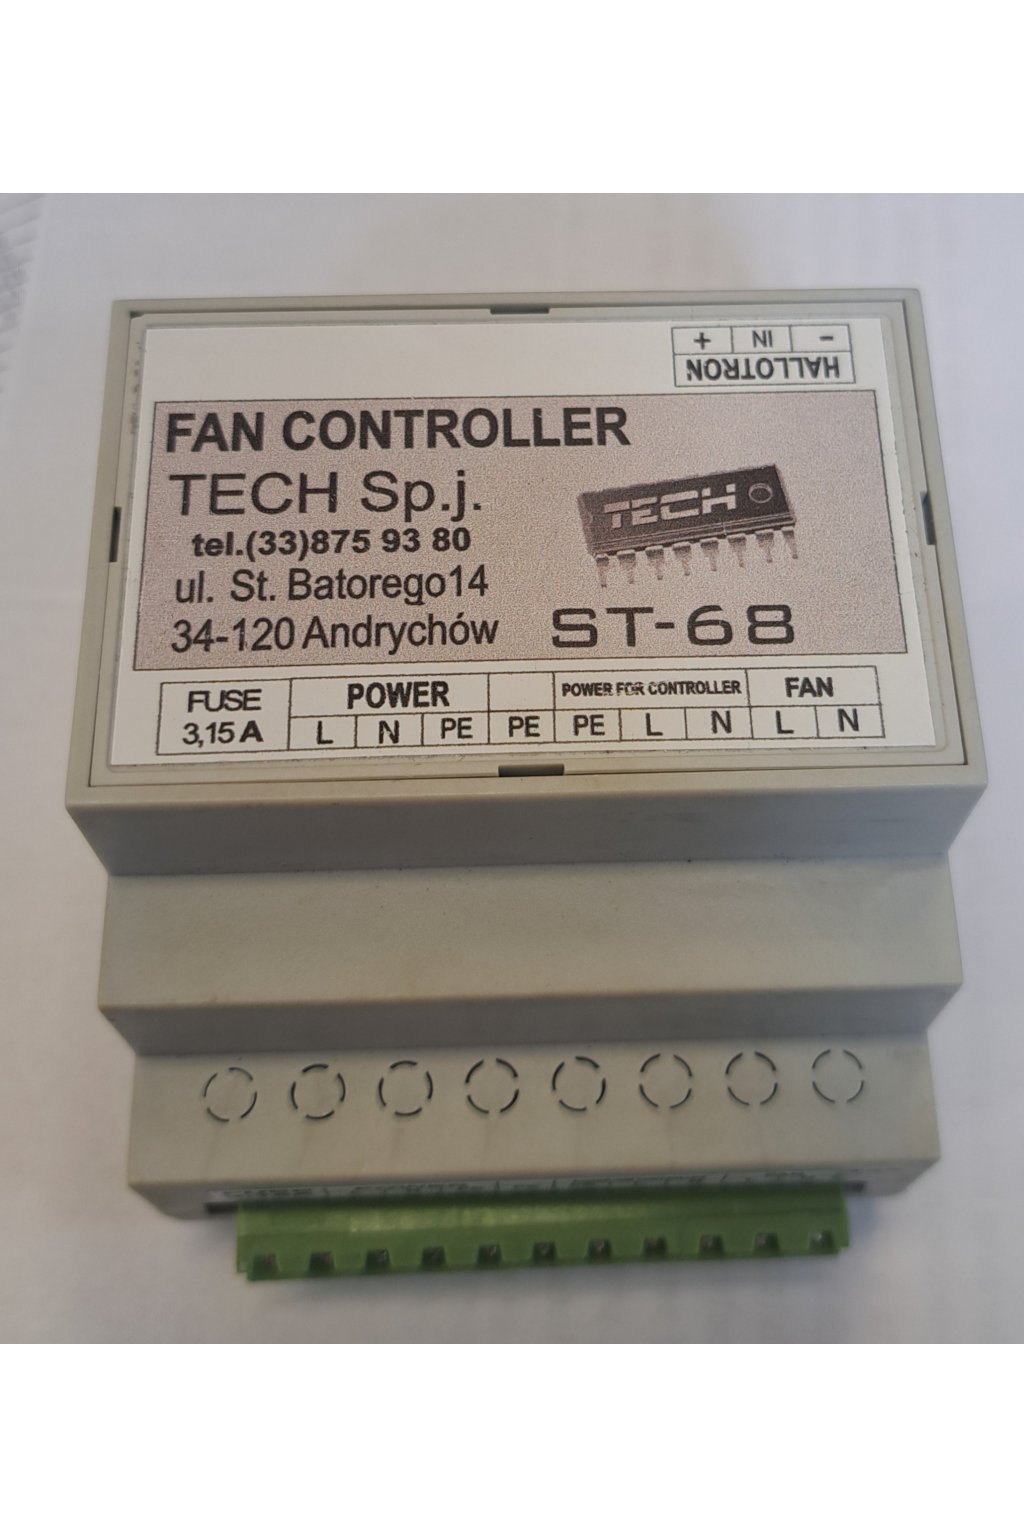 + IN -
HALLOTRON
FAN CONTROLLER
TECH Sp.j.
TECH
tel.(33)875 93 80
ul. St. Batorego14
34-120 Andrychów
ST-68
FUSE POWER POWER FOR CONTROLLER FAN
3,15 A L N PE PE PE L N L N